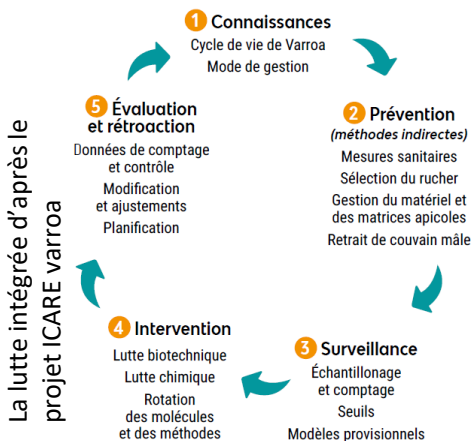 La lutte intégrée d'après le
projet ICARE varroa
1 Connaissances
Cycle de vie de Varroa
Mode de gestion
2 Prévention
(méthodes indirectes)
Mesures sanitaires
Sélection du rucher
Gestion du matériel et
des matrices apicoles
Retrait de couvain mâle
3 Surveillance
Échantillonage
et comptage
Seuils
Modèles provisionnels
4 Intervention
Lutte biotechnique
Lutte chimique
Rotation
des molécules
et des méthodes
5 Évaluation
et rétroaction
Données de comptage
et contrôle
Modification
et ajustements
Planification